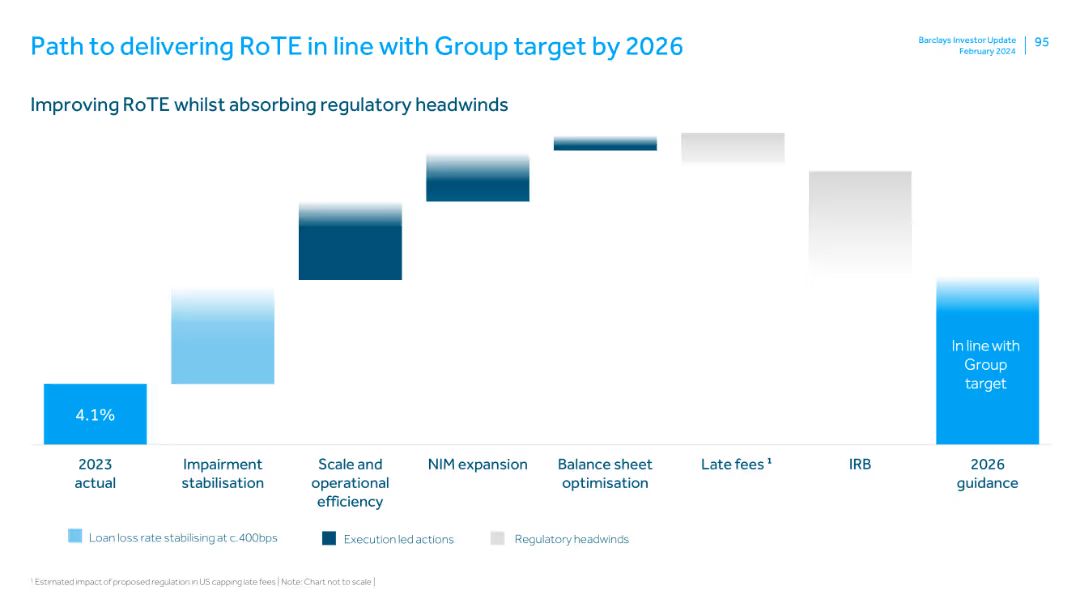 Path to delivering RoTE in line with Group target by 2026
Barclays Investor Update
February 2024
95
Improving RoTE whilst absorbing regulatory headwinds
4.1%
In line with
Group
target
2023
actual
Impairment
stabilisation
Scale and
operational
efficiency
NIM expansion
Balance sheet
optimisation
Late fees ¹
IRB
2026
guidance
Loan loss rate stabilising at c.400bps
Execution led actions
Regulatory headwinds
¹ Estimated impact of proposed regulation in US capping late fees | Note: Chart not to scale |